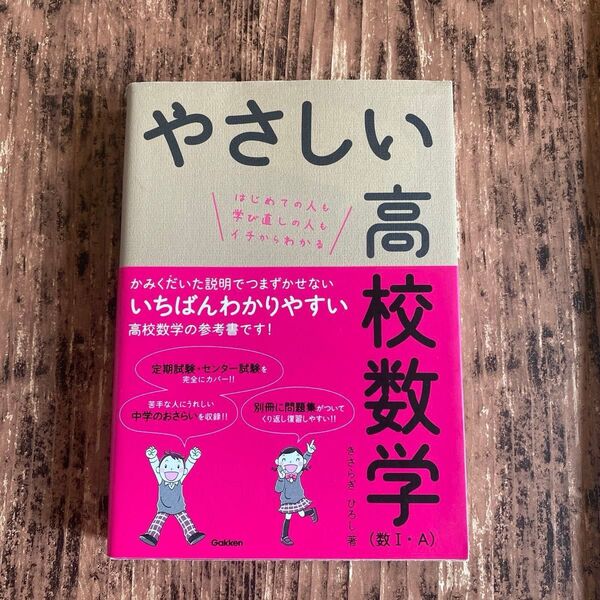 やさしい
高校数学
(数I・A)
はじめての人も
学び直しの人も
イチからわかる
かみくだいた説明でつまずかせない
いちばんわかりやすい
高校数学の参考書です!
定期試験・センター試験を
完全にカバー!!
苦手な人にうれしい
中学のおさらいを収録!!
別冊に問題集がついて
くり返し復習しやすい!!
きさらぎ ひろし 著
Gakken